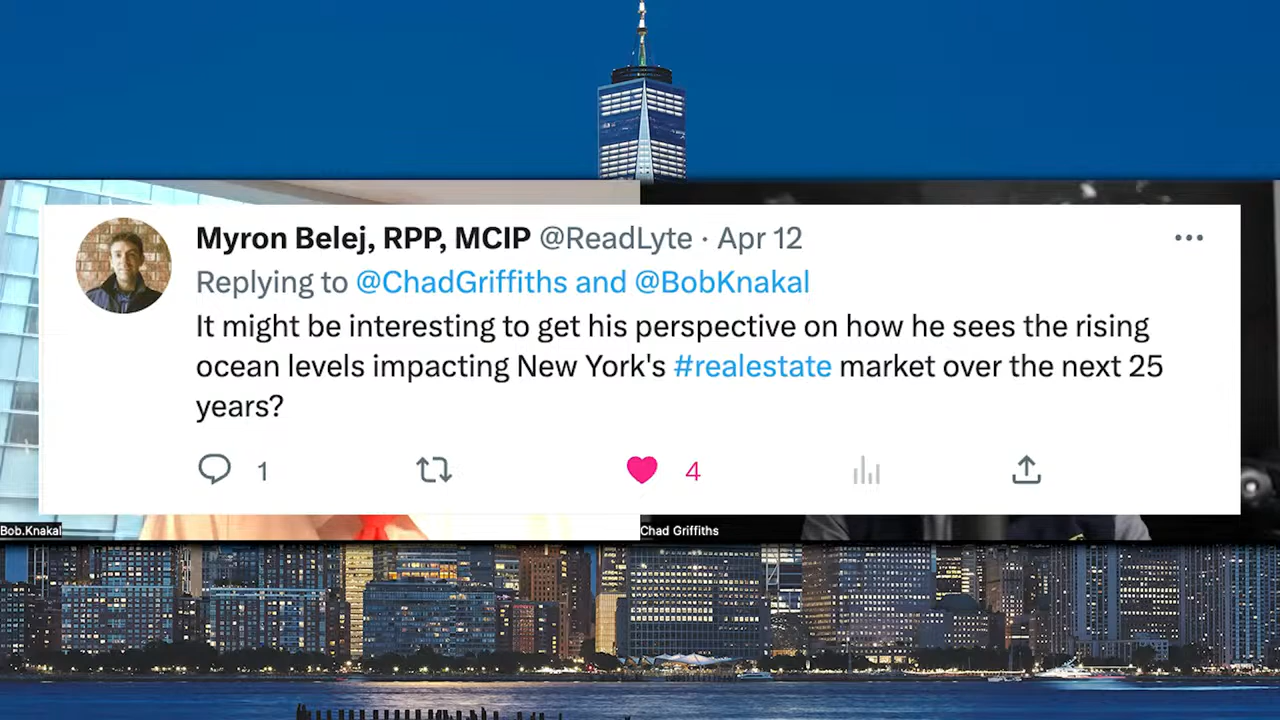 Myron Belej, RPP, MCIP @ReadLyte · Apr 12
Replying to @ChadGriffiths and @BobKnakal
It might be interesting to get his perspective on how he sees the rising
ocean levels impacting New York's #realestate market over the next 25
years?
1
4
Bob.Knakal
Chad Griffiths